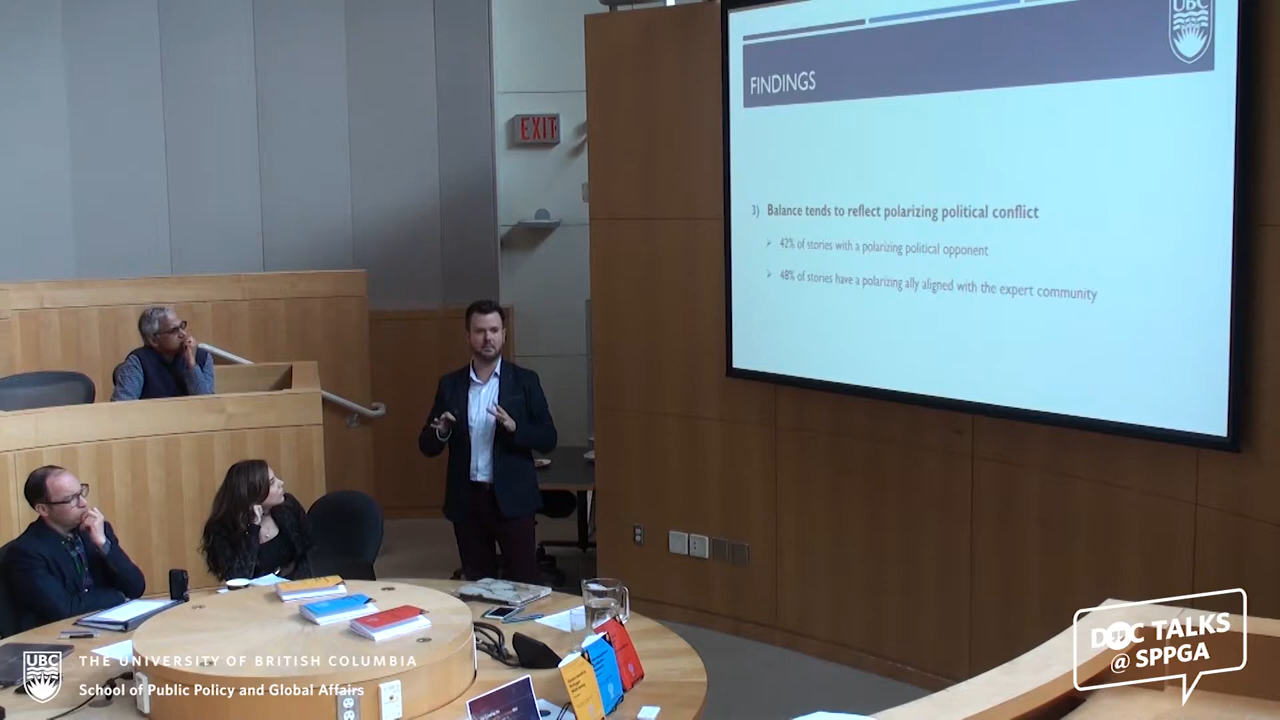 UBC
FINDINGS
EXIT
3) Balance tends to reflect polarizing political conflict
42% of stories with a polarizing political opponent
48% of stories have a polarizing ally aligned with the expert community
DOC TALKS
@ SPPGA
UBC
THE UNIVERSITY OF BRITISH COLUMBIA
School of Public Policy and Global Affairs